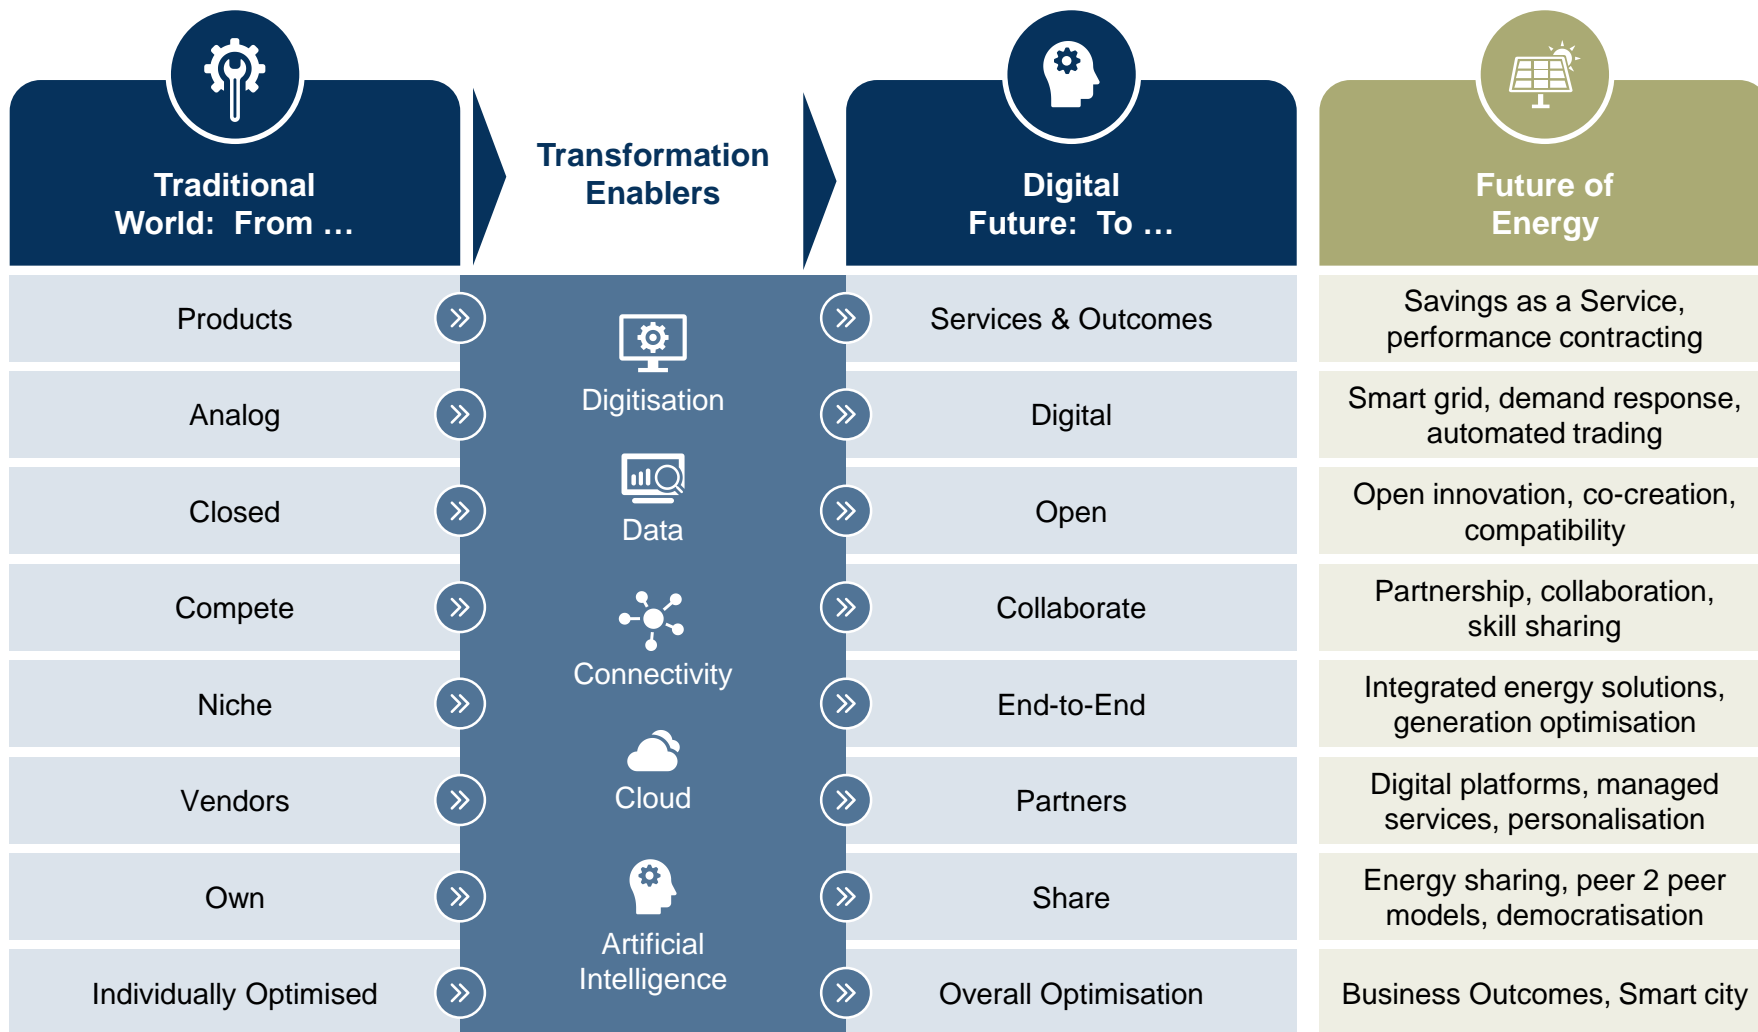 Traditional
World:  From …
Transformation
Enablers
Digital
Future:  To …
Future of
Energy
Products
Services & Outcomes
Savings as a Service,
performance contracting
Analog
Digital
Smart grid, demand response,
automated trading
Closed
Open
Open innovation, co-creation,
compatibility
Compete
Collaborate
Partnership, collaboration,
skill sharing
Niche
End-to-End
Integrated energy solutions,
generation optimisation
Vendors
Partners
Digital platforms, managed
services, personalisation
Own
Share
Energy sharing, peer 2 peer
models, democratisation
Individually Optimised
Overall Optimisation
Business Outcomes, Smart city
Digitisation
Data
Connectivity
Cloud
Artificial
Intelligence